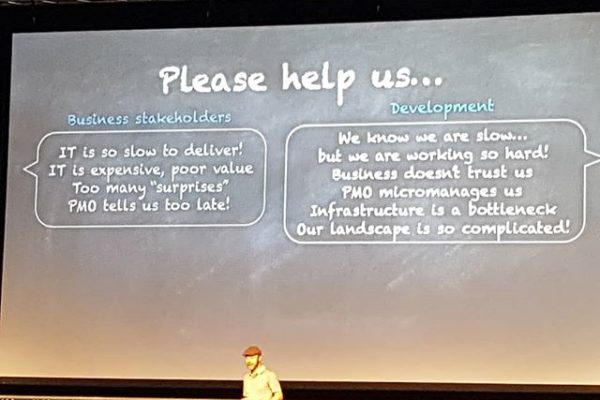 Please help us...
Business stakeholders
IT is so slow to deliver!
IT is expensive, poor value
Too many "surprises"
PMO tells us too late!
Development
We know we are slow...
but we are working so hard!
Business doesnt trust us
PMO micromanages us
Infrastructure is a bottleneck
Our landscape is so complicated!